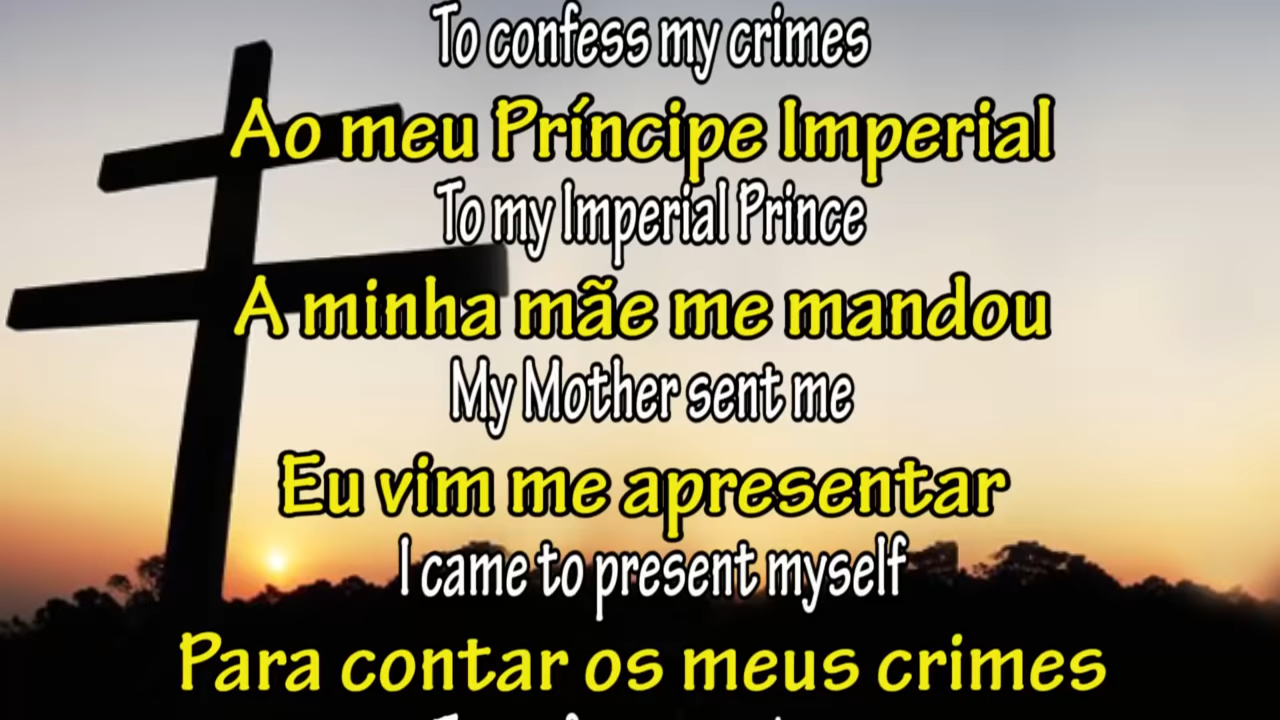 To confess my crimes
Ao meu Príncipe Imperial
To my Imperial Prince
A minha mãe me mandou
My Mother sent me
Eu vim me apresentar
I came to present myself
Para contar os meus crimes